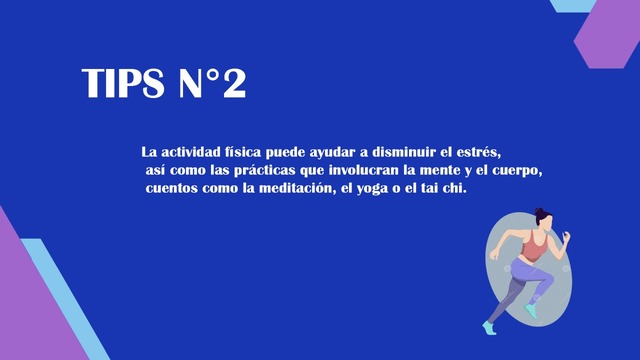 TIPS N°2
La actividad física puede ayudar a disminuir el estrés,
así como las prácticas que involucran la mente y el cuerpo,
cuentos como la meditación, el yoga o el tai chi.